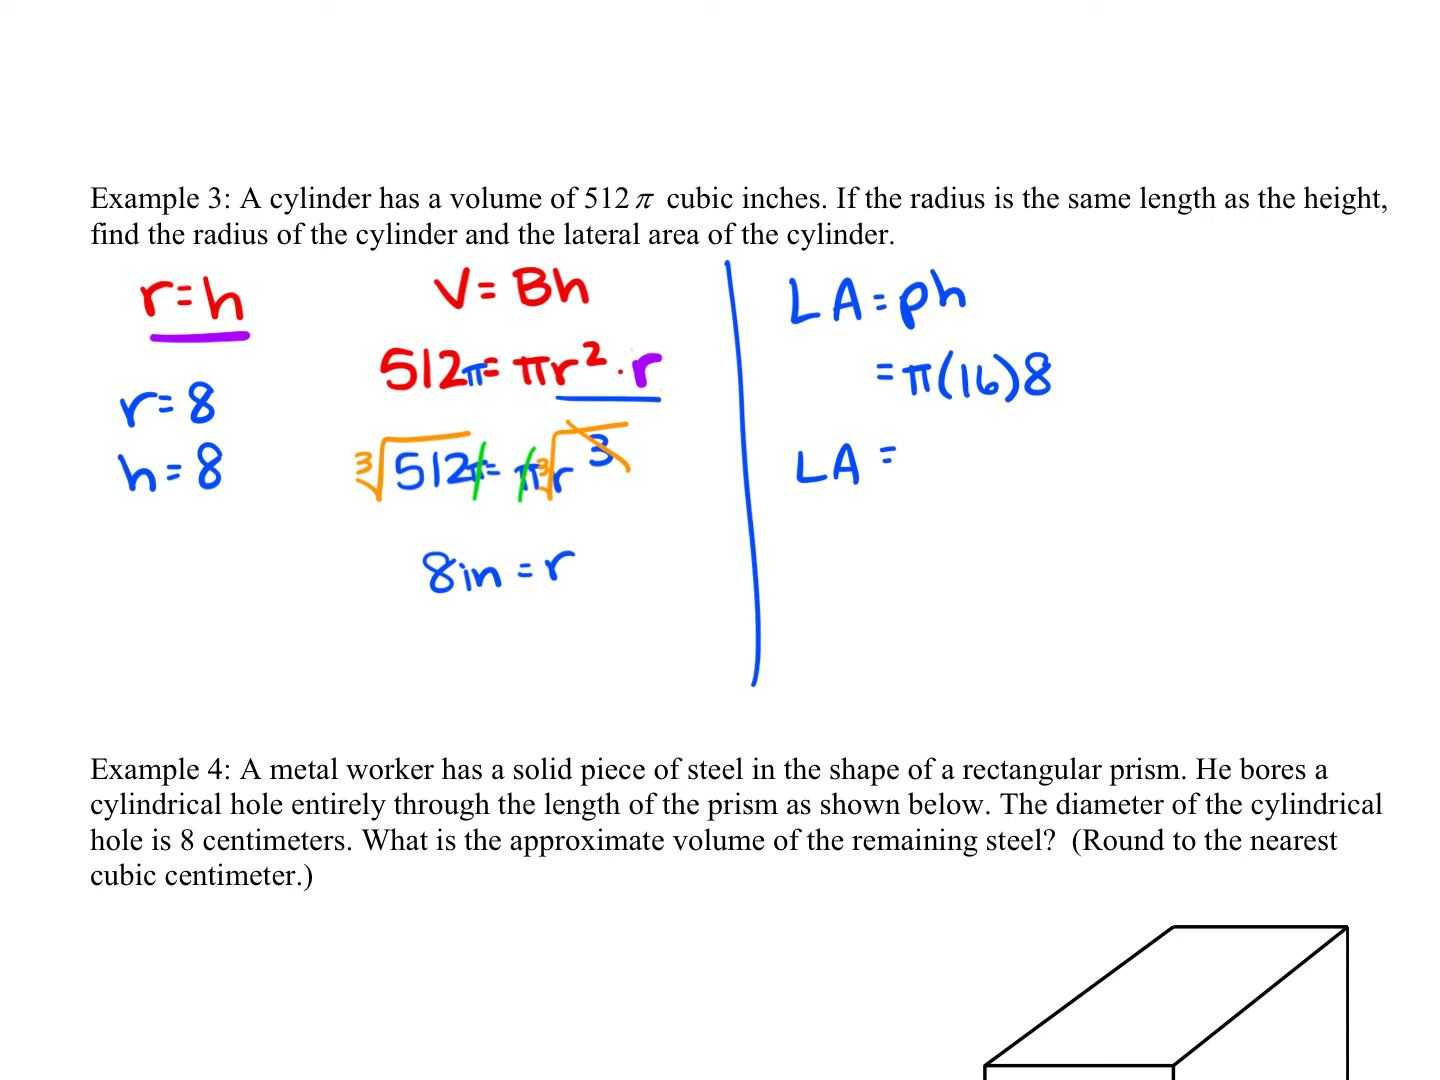 Example 3: A cylinder has a volume of 512π cubic inches. If the radius is the same length as the height,
find the radius of the cylinder and the lateral area of the cylinder.
r=h
r=8
h=8
V=Bh
512π=πr²·r
∛512π=π∛r³
8in=r
LA=ph
=π(16)8
LA=
Example 4: A metal worker has a solid piece of steel in the shape of a rectangular prism. He bores a
cylindrical hole entirely through the length of the prism as shown below. The diameter of the cylindrical
hole is 8 centimeters. What is the approximate volume of the remaining steel? (Round to the nearest
cubic centimeter.)